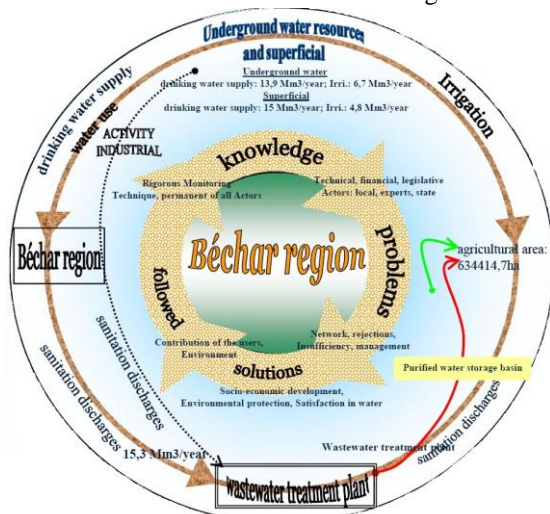 Underground water resources
and superficial
Underground water
drinking water supply: 13,9 Mm3/year; Irri.: 6,7 Mm3/year
Superficial
drinking water supply: 15 Mm3/year; Irri.: 4,8 Mm3/year
drinking water supply
water use
ACTIVITY
INDUSTRIAL
Irrigation
knowledge
Rigorous Monitoring
Technique, permanent of all Actors
Technical, financial, legislative
Actors: local, experts, state
Béchar region
Béchar region
problems
agricultural area:
634414,7ha
followed
Contribution of the users,
Environment
Network, rejections,
Insufficiency, management
solutions
Socio-economic development,
Environmental protection, Satisfaction in water
Purified water storage basin
sanitation discharges
sanitation discharges
sanitation discharges
15,3 Mm3/year
Wastewater treatment plant
wastewater treatment plant